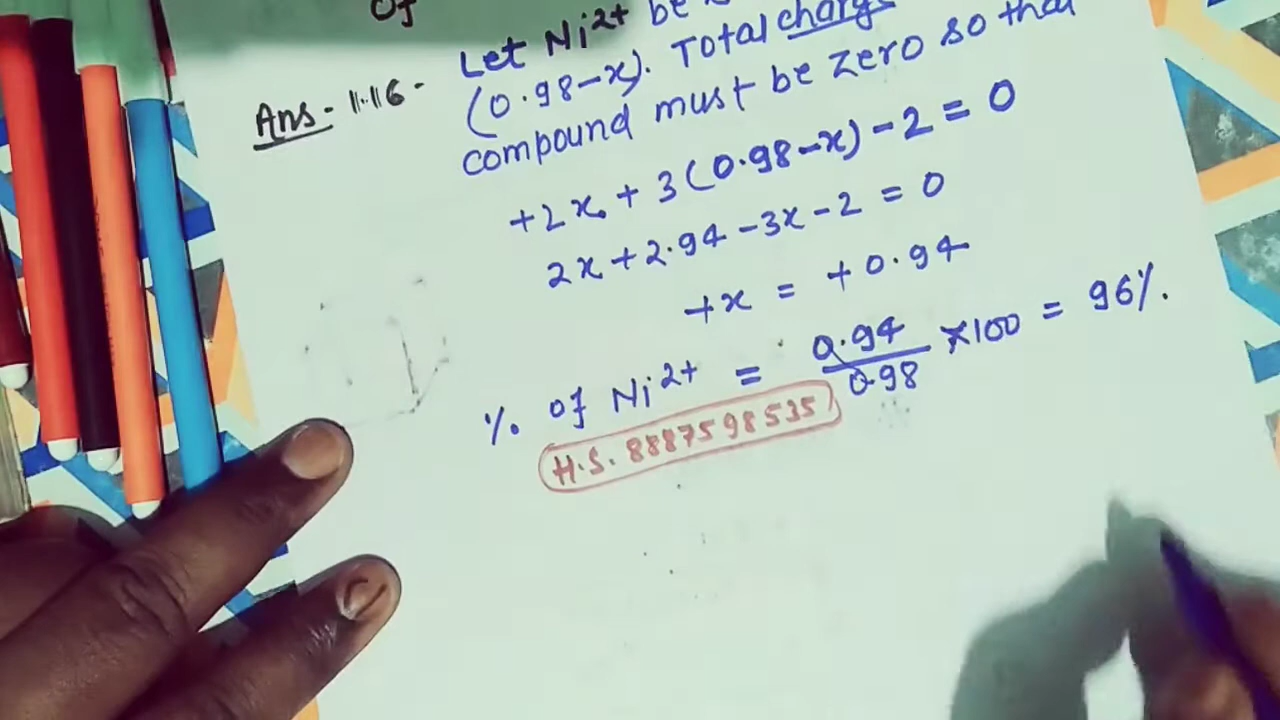 Of
Ans - 1.16 - Let Ni2+ be
(0.98-x). Total charge
compound must be zero so that
+2x + 3(0.98-x) -2 = 0
2x+2.94 -3x-2 = 0
+x = +0.94
% of Ni2+ = 0.94/0.98 ×100 = 96%.
H.S. 8887598535